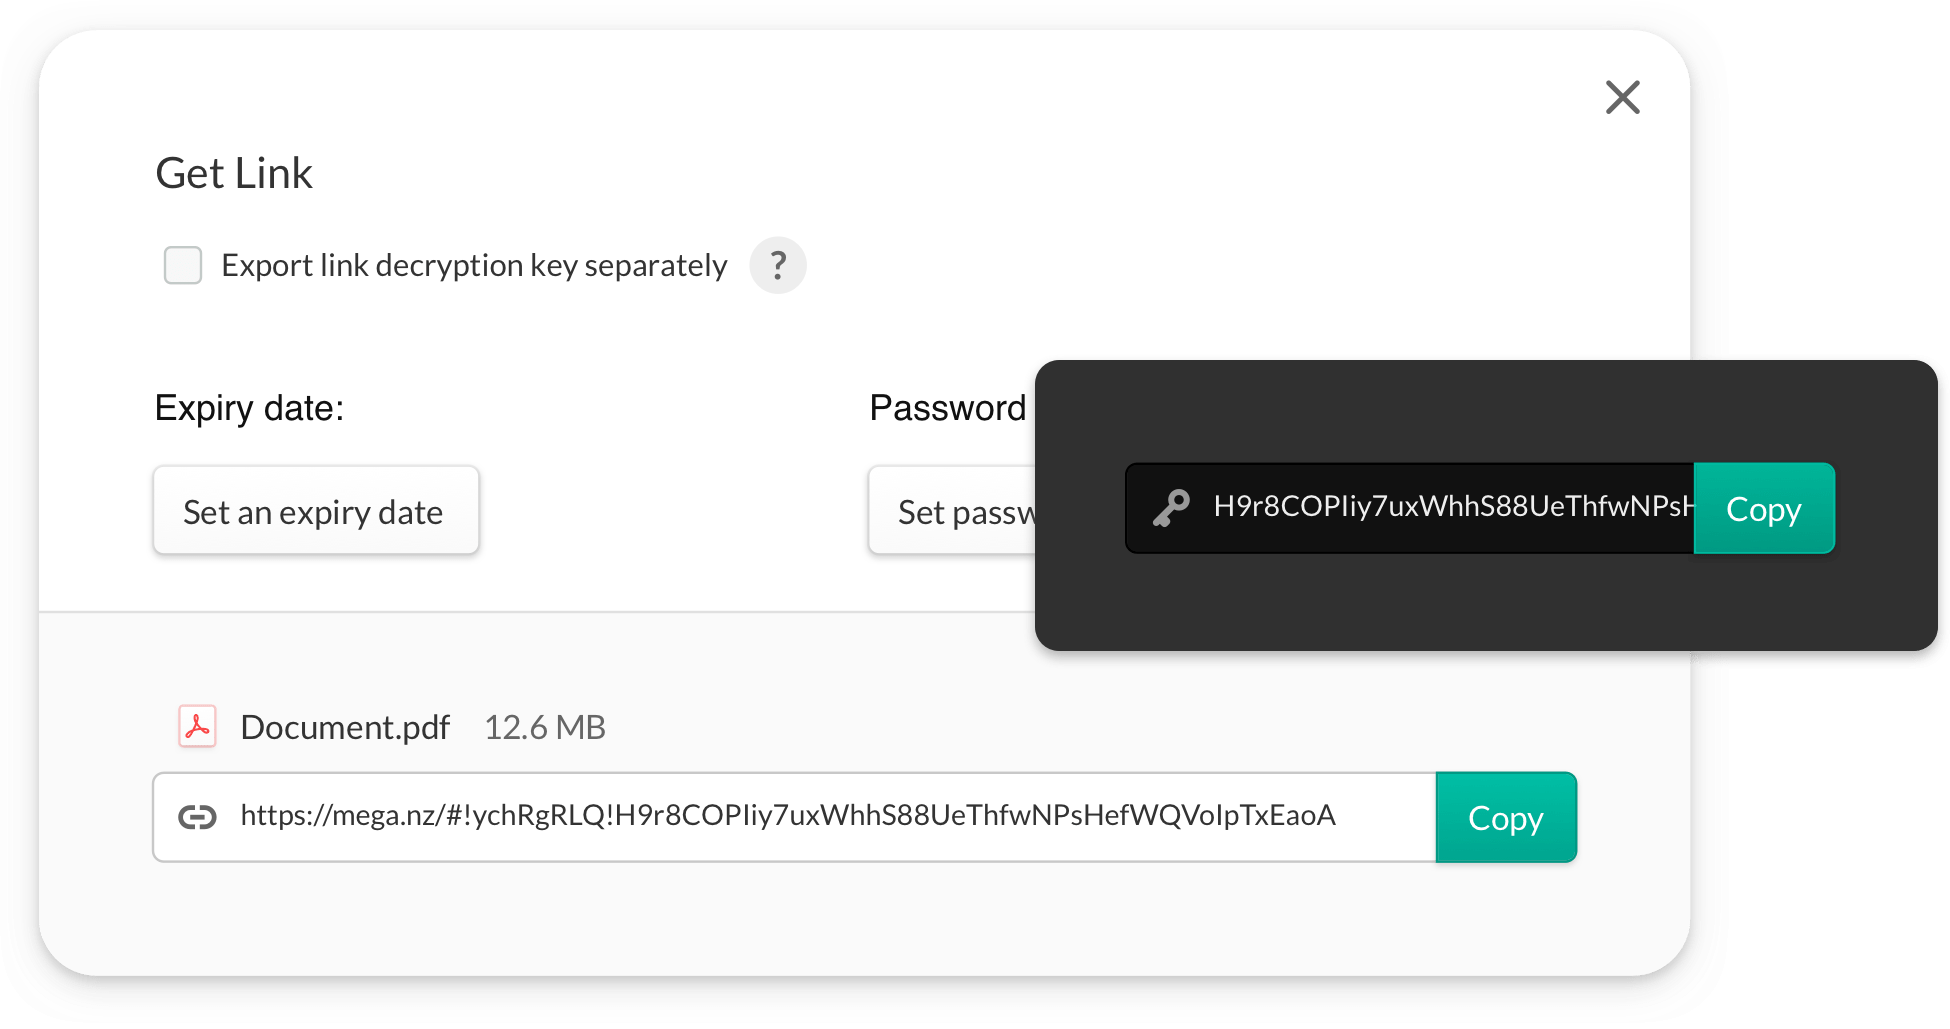 Get Link
Export link decryption key separately ?
Expiry date:
Password
Set an expiry date
Set passw
H9r8COPIiy7uxWhhS88UeThfwNPsH
Copy
Document.pdf 12.6 MB
https://mega.nz/#!ychRgRLQ!H9r8COPIiy7uxWhhS88UeThfwNPsHefWQVoIpTxEaoA
Copy